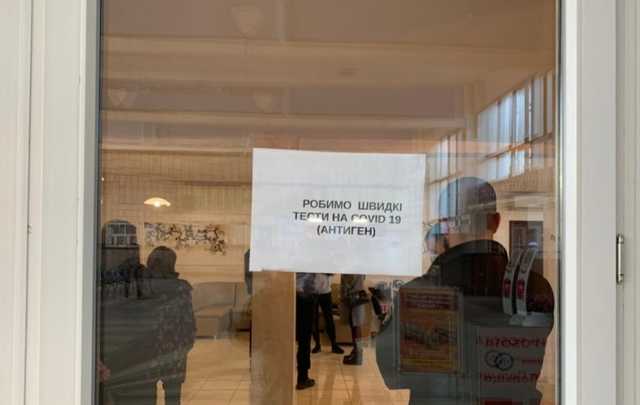 РОБИМО ШВИДКІ
ТЕСТИ НА COVID 19
(АНТИГЕН)